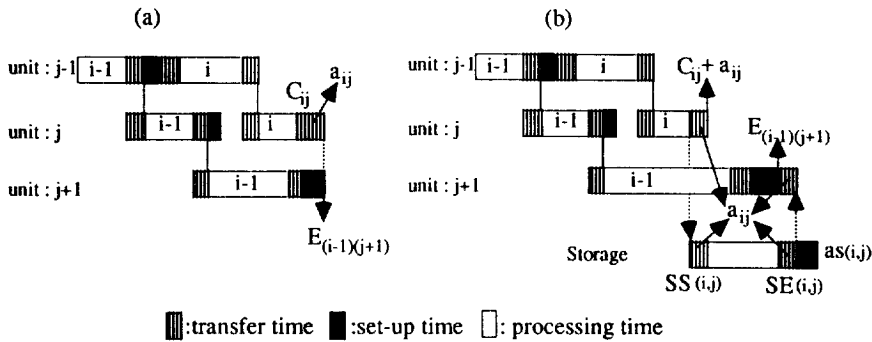 (a)
unit : j-1
i-1
i
a_ij
C_ij
unit : j
i-1
i
unit : j+1
i-1
E_(i-1)(j+1)
(b)
unit : j-1
i-1
i
C_ij + a_ij
unit : j
i-1
i
E_(i-1)(j+1)
unit : j+1
i-1
a_ij
Storage
as(i,j)
SS(i,j)
SE(i,j)
:transfer time :set-up time : processing time